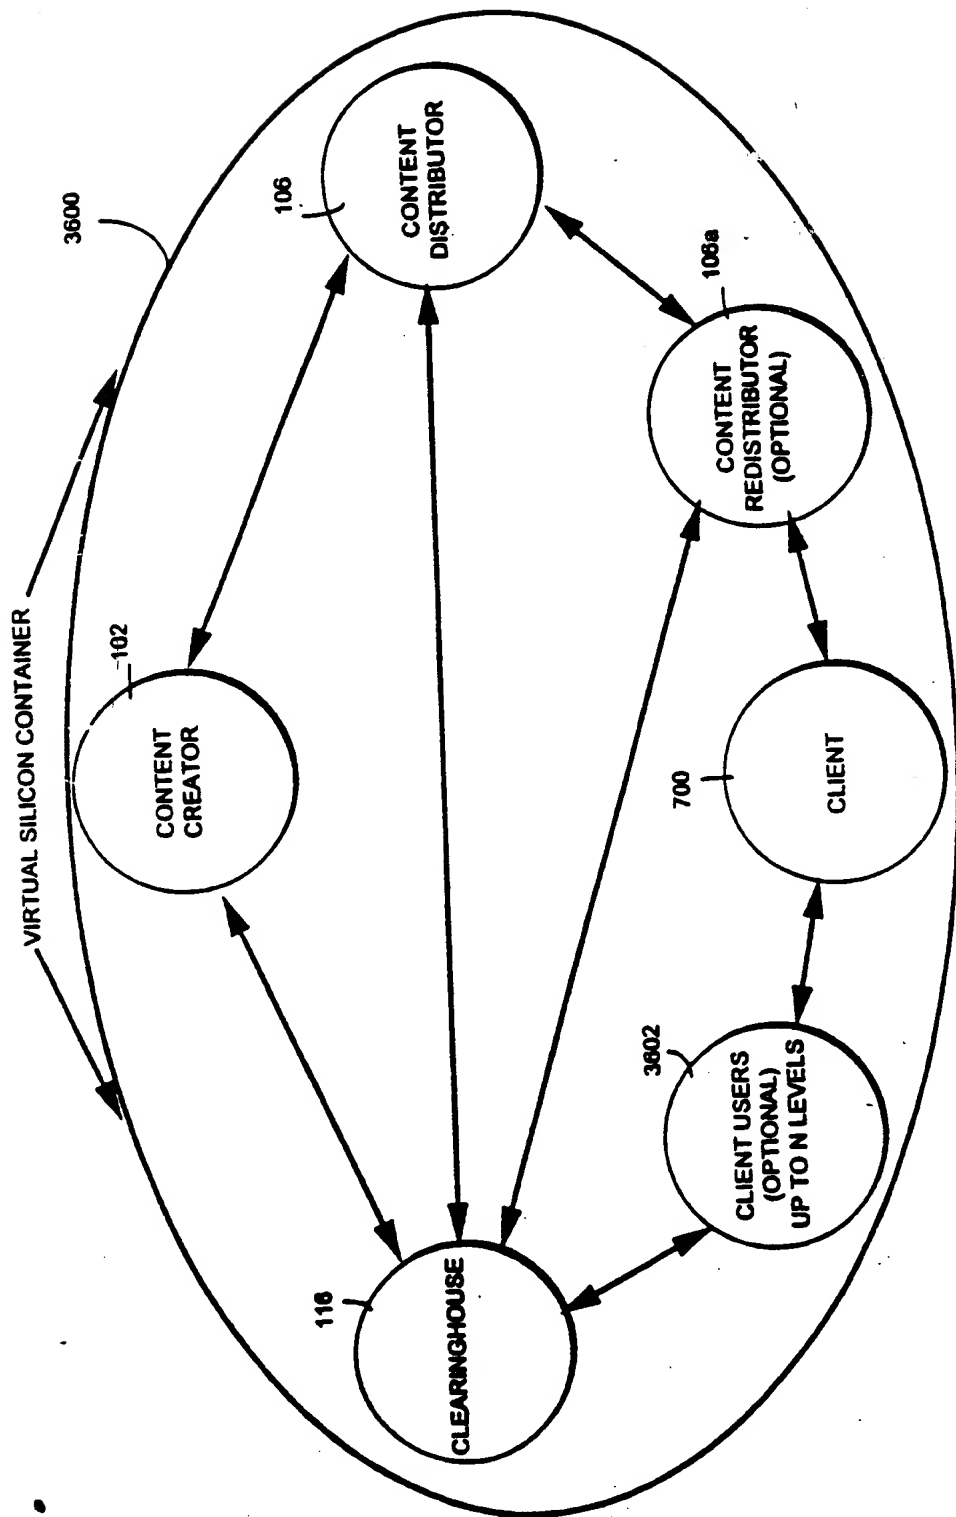 VIRTUAL SILICON CONTAINER
3600
102
CONTENT
CREATOR
106
CONTENT
DISTRIBUTOR
116
CLEARINGHOUSE
106a
CONTENT
REDISTRIBUTOR
(OPTIONAL)
3602
CLIENT USERS
(OPTIONAL)
UP TO N LEVELS
700
CLIENT